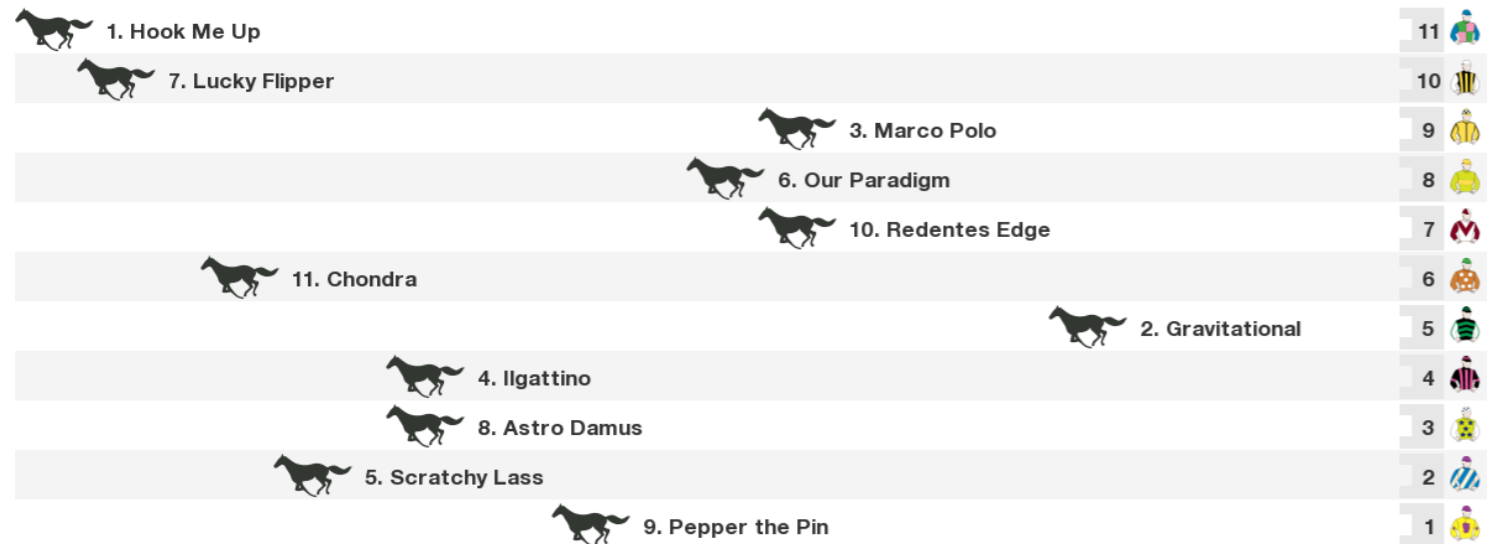 1. Hook Me Up 11
7. Lucky Flipper 10
3. Marco Polo 9
6. Our Paradigm 8
10. Redentes Edge 7
11. Chondra 6
2. Gravitational 5
4. Ilgattino 4
8. Astro Damus 3
5. Scratchy Lass 2
9. Pepper the Pin 1